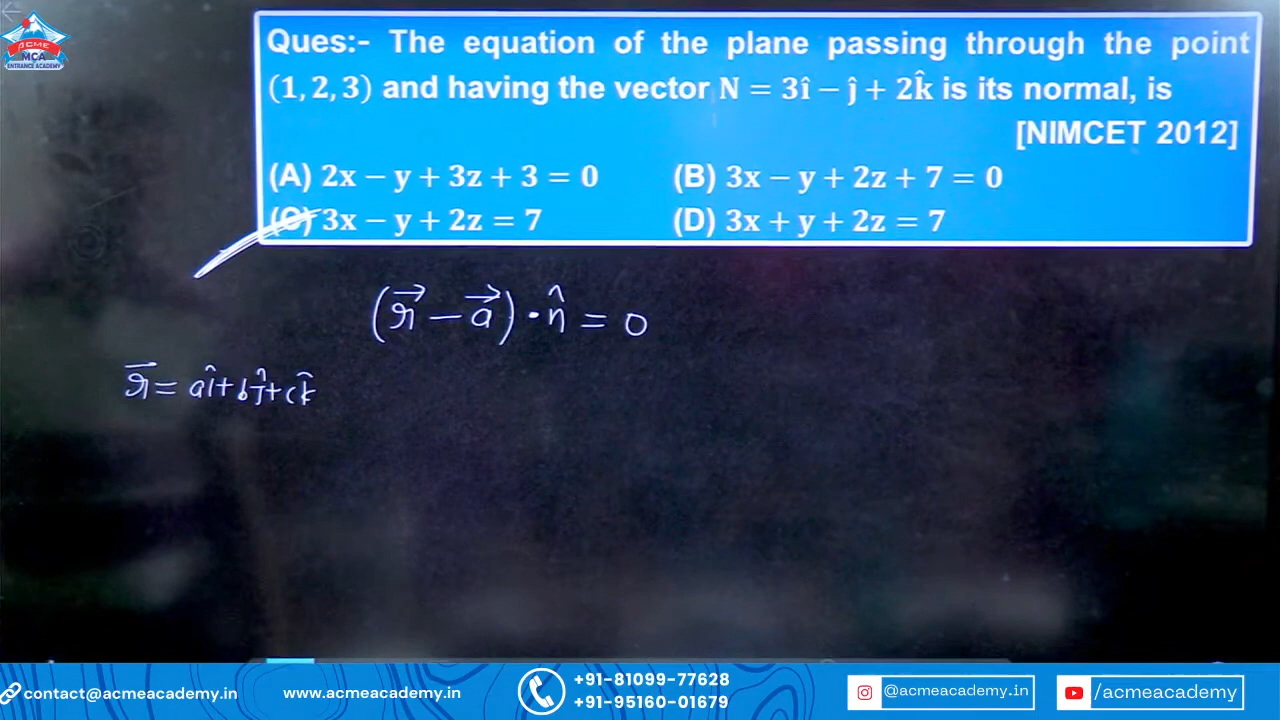 ACME
MCA
ENTRANCE ACADEMY
Ques:- The equation of the plane passing through the point
(1, 2, 3) and having the vector N = 3î − ĵ + 2k̂ is its normal, is
[NIMCET 2012]
(A) 2x − y + 3z + 3 = 0 (B) 3x − y + 2z + 7 = 0
(C) 3x − y + 2z = 7 (D) 3x + y + 2z = 7
(r⃗ − a⃗) · n̂ = 0
r̅ = aî + bĵ + ck̂
contact@acmeacademy.in www.acmeacademy.in +91-81099-77628
+91-95160-01679 @acmeacademy.in /acmeacademy